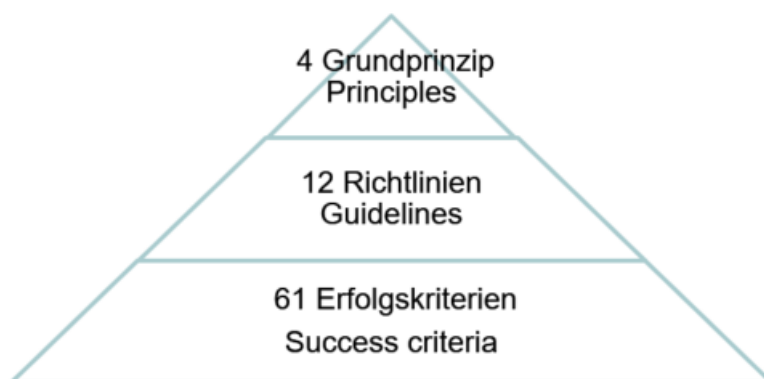 4 Grundprinzip
Principles
12 Richtlinien
Guidelines
61 Erfolgskriterien
Success criteria